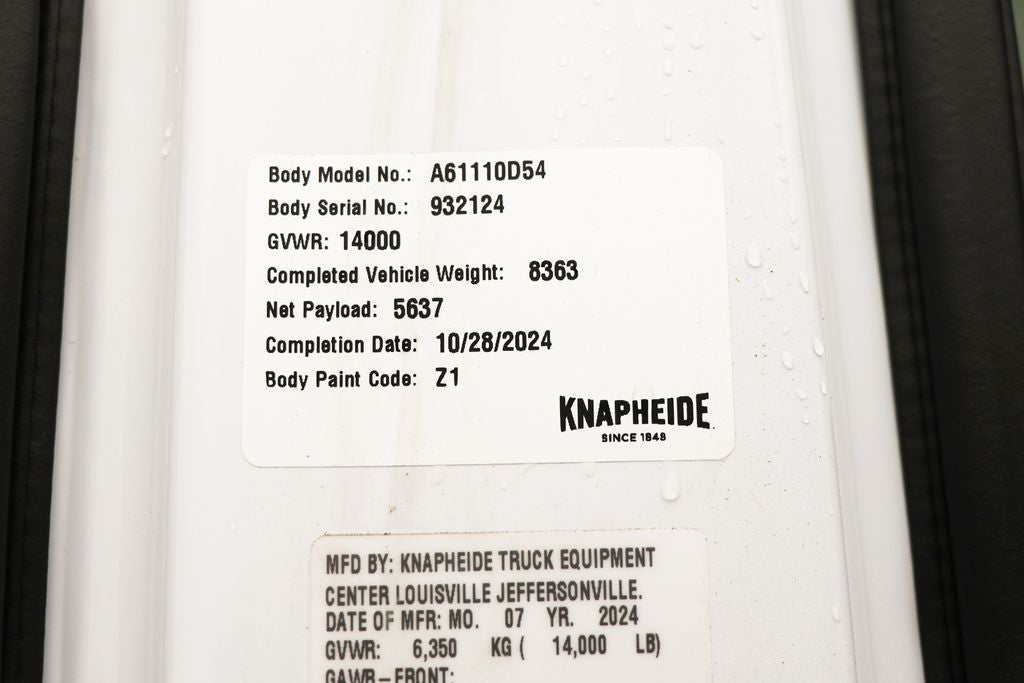 Body Model No.: A61110D54
Body Serial No.: 932124
GVWR: 14000
Completed Vehicle Weight: 8363
Net Payload: 5637
Completion Date: 10/28/2024
Body Paint Code: Z1
KNAPHEIDE
SINCE 1848
MFD BY: KNAPHEIDE TRUCK EQUIPMENT
CENTER LOUISVILLE JEFFERSONVILLE.
DATE OF MFR: MO. 07 YR. 2024
GVWR: 6,350 KG ( 14,000 LB)
GAWR-FRONT: